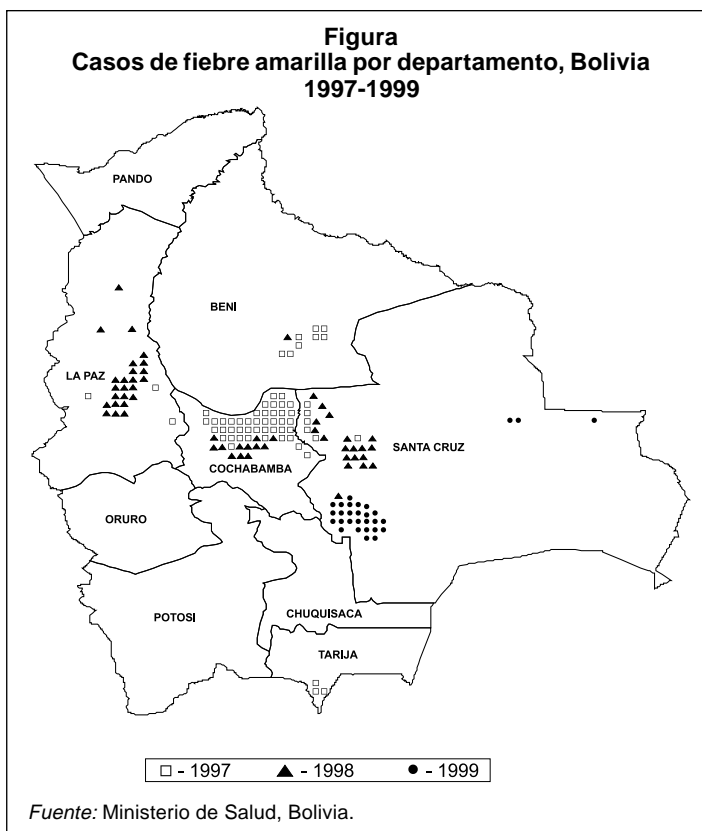 Figura
Casos de fiebre amarilla por departamento, Bolivia
1997-1999
PANDO
BENI
LA PAZ
SANTA CRUZ
COCHABAMBA
ORURO
POTOSI
CHUQUISACA
TARIJA
- 1997
- 1998
- 1999
Fuente: Ministerio de Salud, Bolivia.